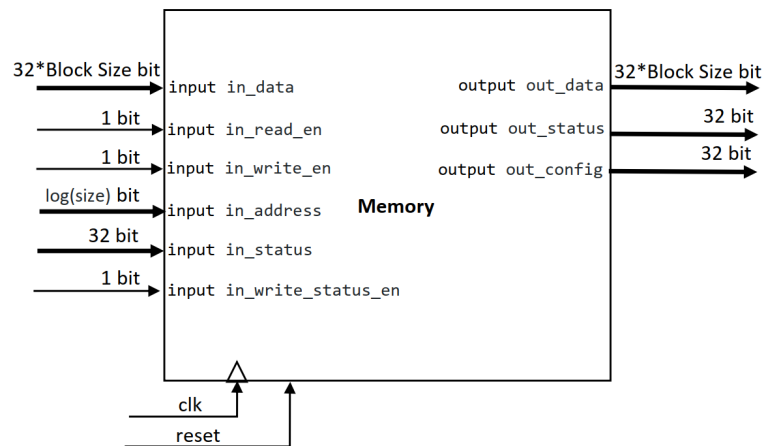 32*Block Size bit
input in_data
1 bit
input in_read_en
1 bit
input in_write_en
log(size) bit
input in_address
32 bit
input in_status
1 bit
input in_write_status_en
Memory
output out_data
32*Block Size bit
output out_status
32 bit
output out_config
32 bit
clk
reset